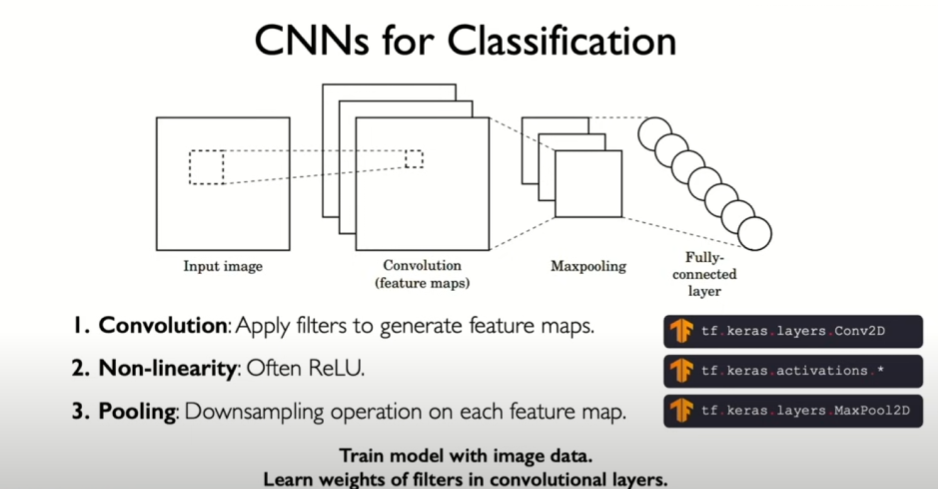 CNNs for Classification
Input image
Convolution
(feature maps)
Maxpooling
Fully-
connected
layer
1. Convolution: Apply filters to generate feature maps.
tf.keras.layers.Conv2D
2. Non-linearity: Often ReLU.
tf.keras.activations.*
3. Pooling: Downsampling operation on each feature map.
tf.keras.layers.MaxPool2D
Train model with image data.
Learn weights of filters in convolutional layers.